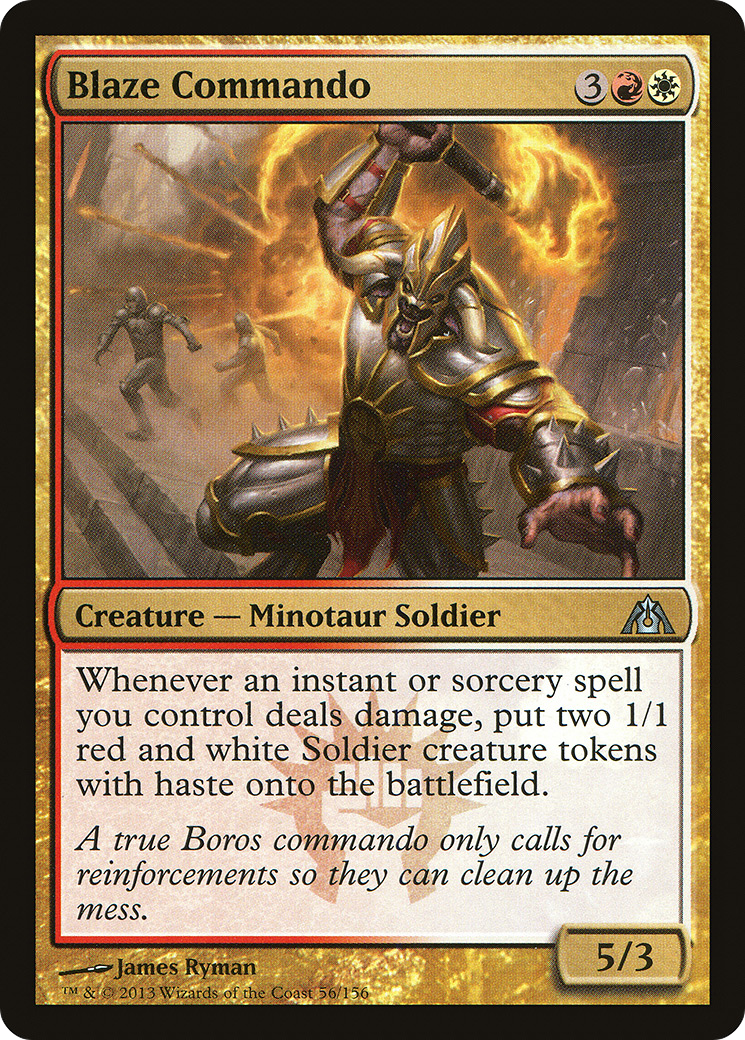 Blaze Commando
3
Creature — Minotaur Soldier
Whenever an instant or sorcery spell
you control deals damage, put two 1/1
red and white Soldier creature tokens
with haste onto the battlefield.
A true Boros commando only calls for
reinforcements so they can clean up the
mess.
5/3
James Ryman
™ & © 2013 Wizards of the Coast 56/156